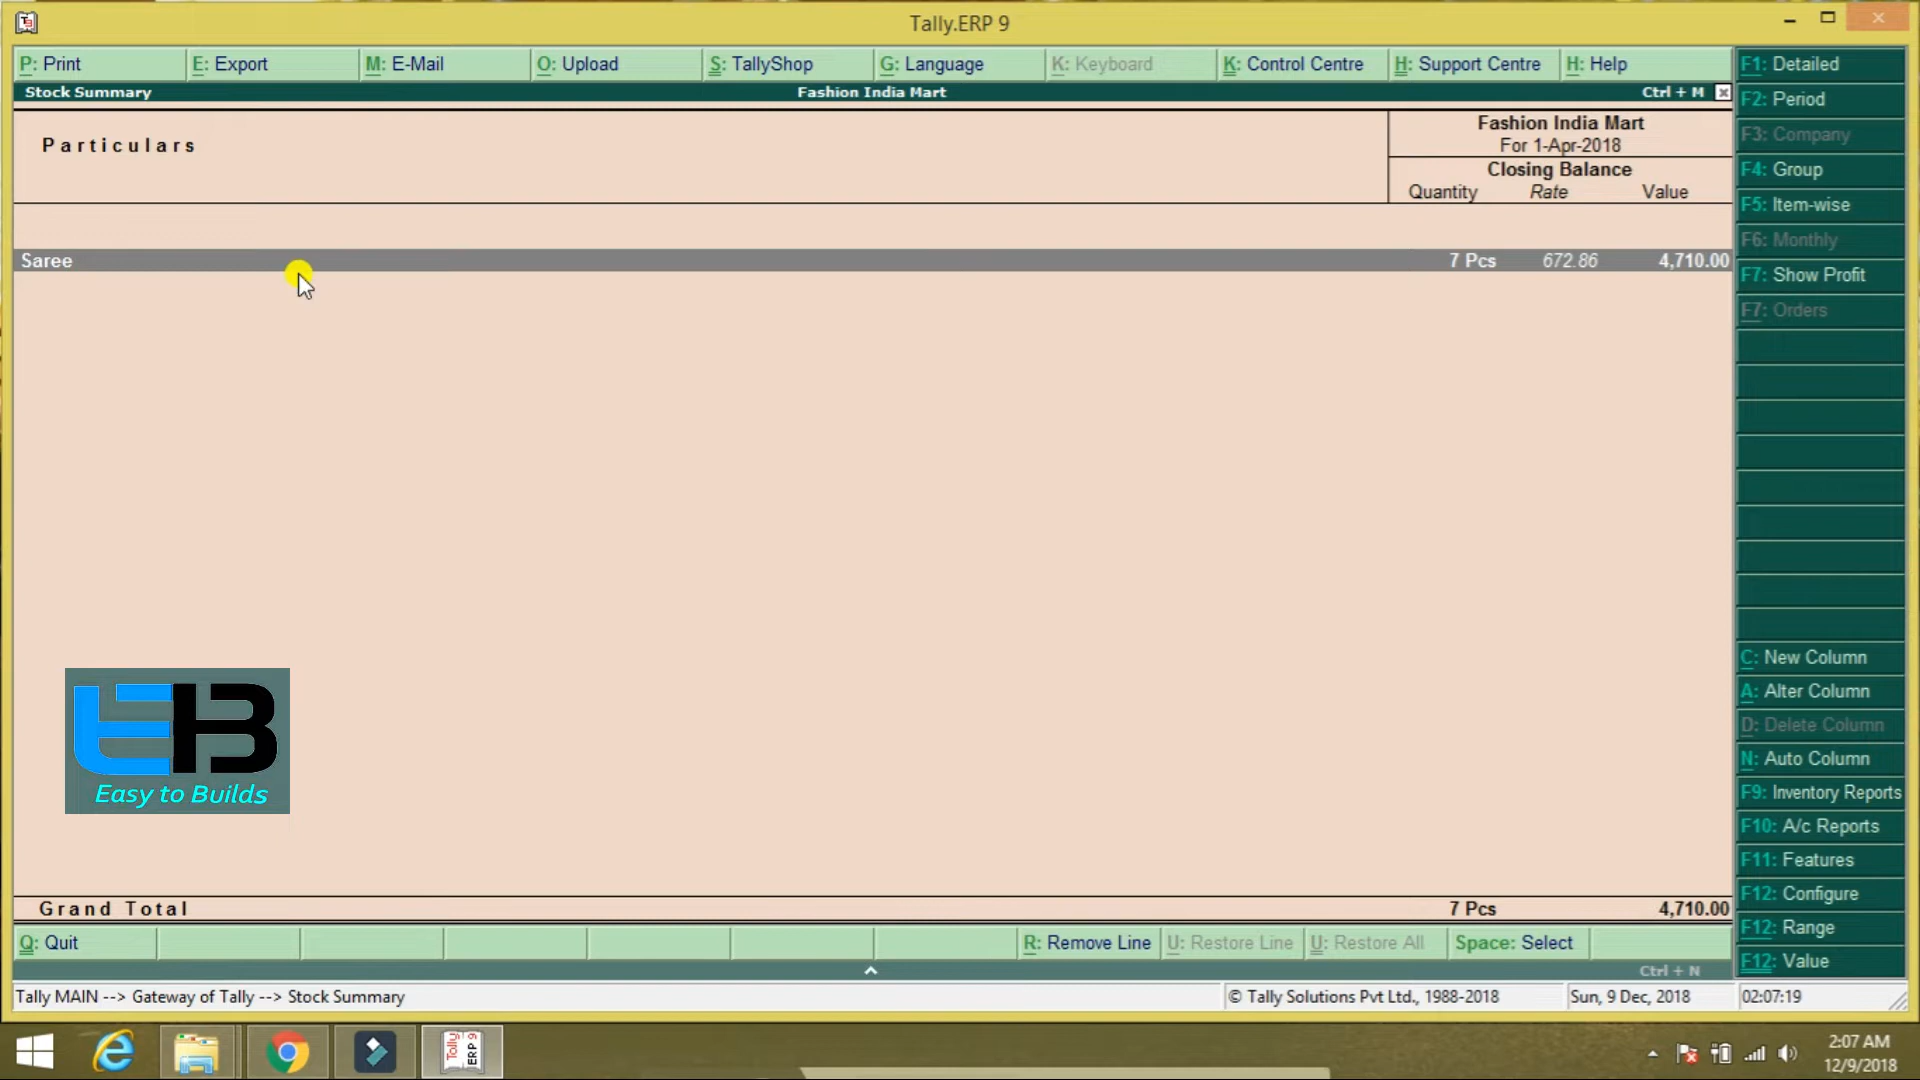 Tally.ERP 9
P: Print E: Export M: E-Mail O: Upload S: TallyShop G: Language K: Keyboard K: Control Centre H: Support Centre H: Help
Stock Summary Fashion India Mart Ctrl + M
Particulars
Fashion India Mart
For 1-Apr-2018
Closing Balance
Quantity Rate Value
Saree 7 Pcs 672.86 4,710.00
EB
Easy to Builds
Grand Total 7 Pcs 4,710.00
F1: Detailed
F2: Period
F3: Company
F4: Group
F5: Item-wise
F6: Monthly
F7: Show Profit
F7: Orders
C: New Column
A: Alter Column
D: Delete Column
N: Auto Column
F9: Inventory Reports
F10: A/c Reports
F11: Features
F12: Configure
F12: Range
F12: Value
Q: Quit R: Remove Line U: Restore Line U: Restore All Space: Select
Ctrl + N
Tally MAIN --> Gateway of Tally --> Stock Summary © Tally Solutions Pvt Ltd., 1988-2018 Sun, 9 Dec, 2018 02:07:19
Tally
ERP 9
2:07 AM
12/9/2018